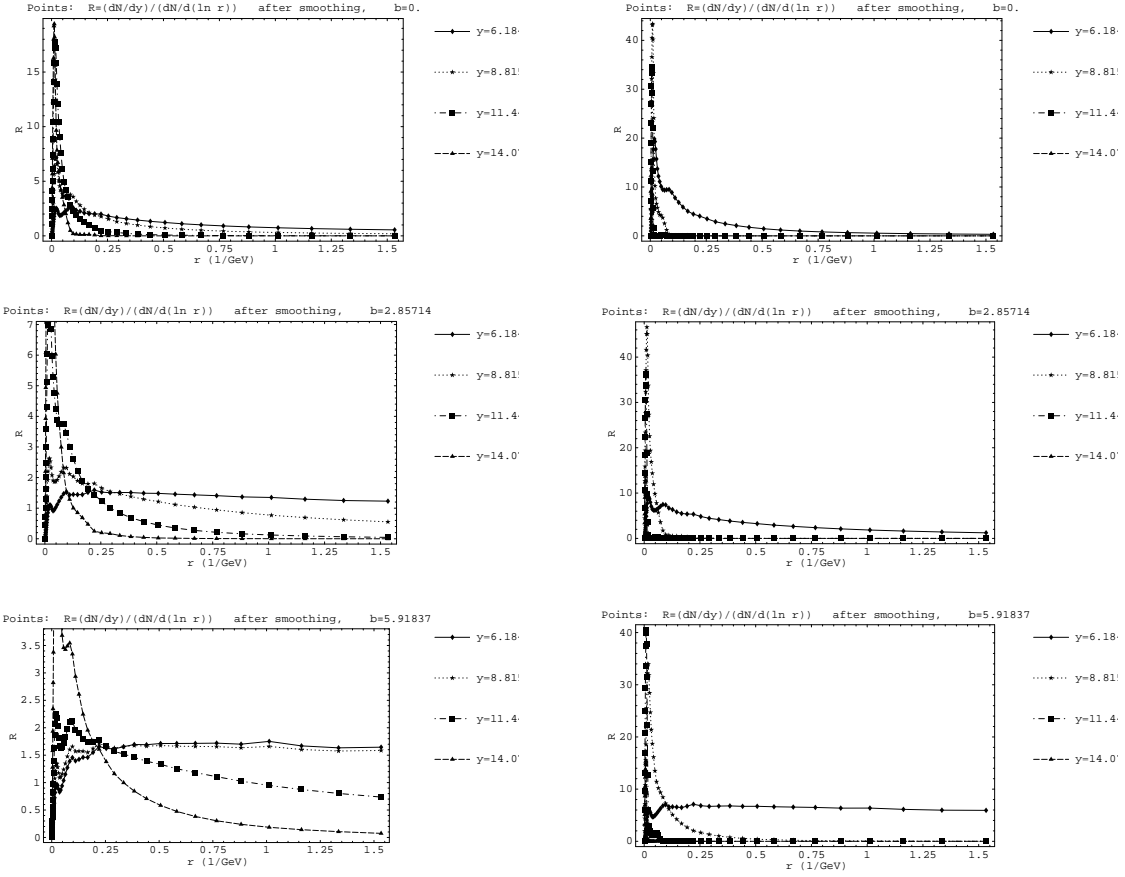 Points: R=(dN/dy)/(dN/d(ln r)) after smoothing, b=0.
15
10
5
0
R
0 0.25 0.5 0.75 1 1.25 1.5
r (1/GeV)
y=6.18
y=8.81
y=11.4
y=14.0
Points: R=(dN/dy)/(dN/d(ln r)) after smoothing, b=0.
40
30
20
10
0
R
0 0.25 0.5 0.75 1 1.25 1.5
r (1/GeV)
y=6.18
y=8.81
y=11.4
y=14.0
Points: R=(dN/dy)/(dN/d(ln r)) after smoothing, b=2.85714
7
6
5
4
3
2
1
0
R
0 0.25 0.5 0.75 1 1.25 1.5
r (1/GeV)
y=6.18
y=8.81
y=11.4
y=14.0
Points: R=(dN/dy)/(dN/d(ln r)) after smoothing, b=2.85714
40
30
20
10
0
R
0 0.25 0.5 0.75 1 1.25 1.5
r (1/GeV)
y=6.18
y=8.81
y=11.4
y=14.0
Points: R=(dN/dy)/(dN/d(ln r)) after smoothing, b=5.91837
3.5
3
2.5
2
1.5
1
0.5
0
R
0 0.25 0.5 0.75 1 1.25 1.5
r (1/GeV)
y=6.18
y=8.81
y=11.4
y=14.0
Points: R=(dN/dy)/(dN/d(ln r)) after smoothing, b=5.91837
40
30
20
10
0
R
0 0.25 0.5 0.75 1 1.25 1.5
r (1/GeV)
y=6.18
y=8.81
y=11.4
y=14.0